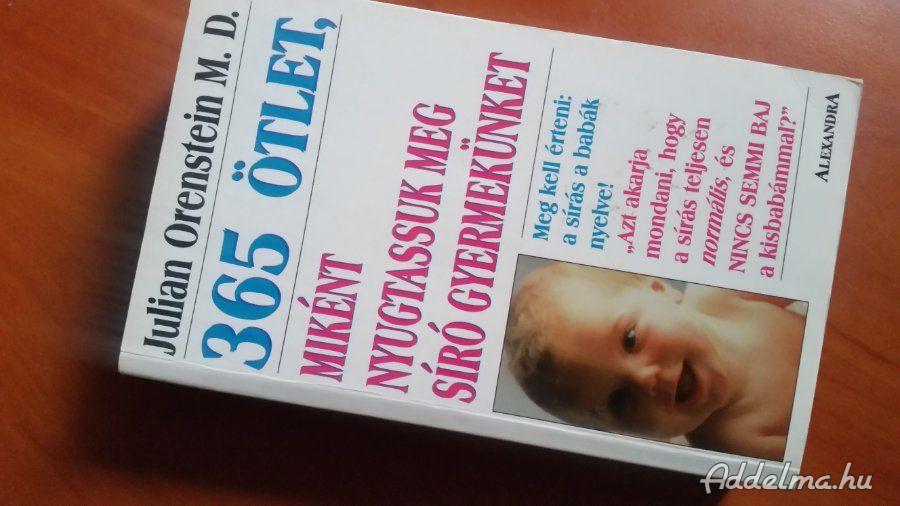 Julian Orenstein M. D.
365 ÖTLET,
MIKÉNT
NYUGTASSUK MEG
SÍRÓ GYERMEKÜNKET
Meg kell érteni:
a sírás a babák
nyelve!
„Azt akarja
mondani, hogy
a sírás teljesen
normális, és
NINCS SEMMI BAJ
a kisbabámmal?”
ALEXANDRA
Addelma.hu